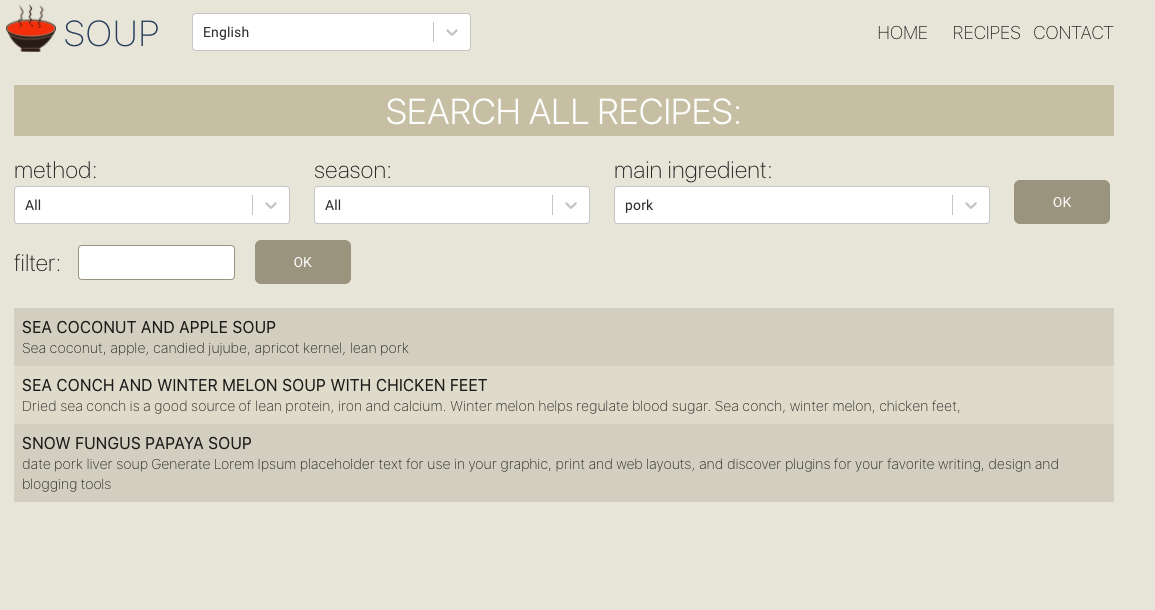 SOUP English HOME RECIPES CONTACT
SEARCH ALL RECIPES:
method: season: main ingredient:
All All pork OK
filter: OK
SEA COCONUT AND APPLE SOUP
Sea coconut, apple, candied jujube, apricot kernel, lean pork
SEA CONCH AND WINTER MELON SOUP WITH CHICKEN FEET
Dried sea conch is a good source of lean protein, iron and calcium. Winter melon helps regulate blood sugar. Sea conch, winter melon, chicken feet,
SNOW FUNGUS PAPAYA SOUP
date pork liver soup Generate Lorem Ipsum placeholder text for use in your graphic, print and web layouts, and discover plugins for your favorite writing, design and
blogging tools